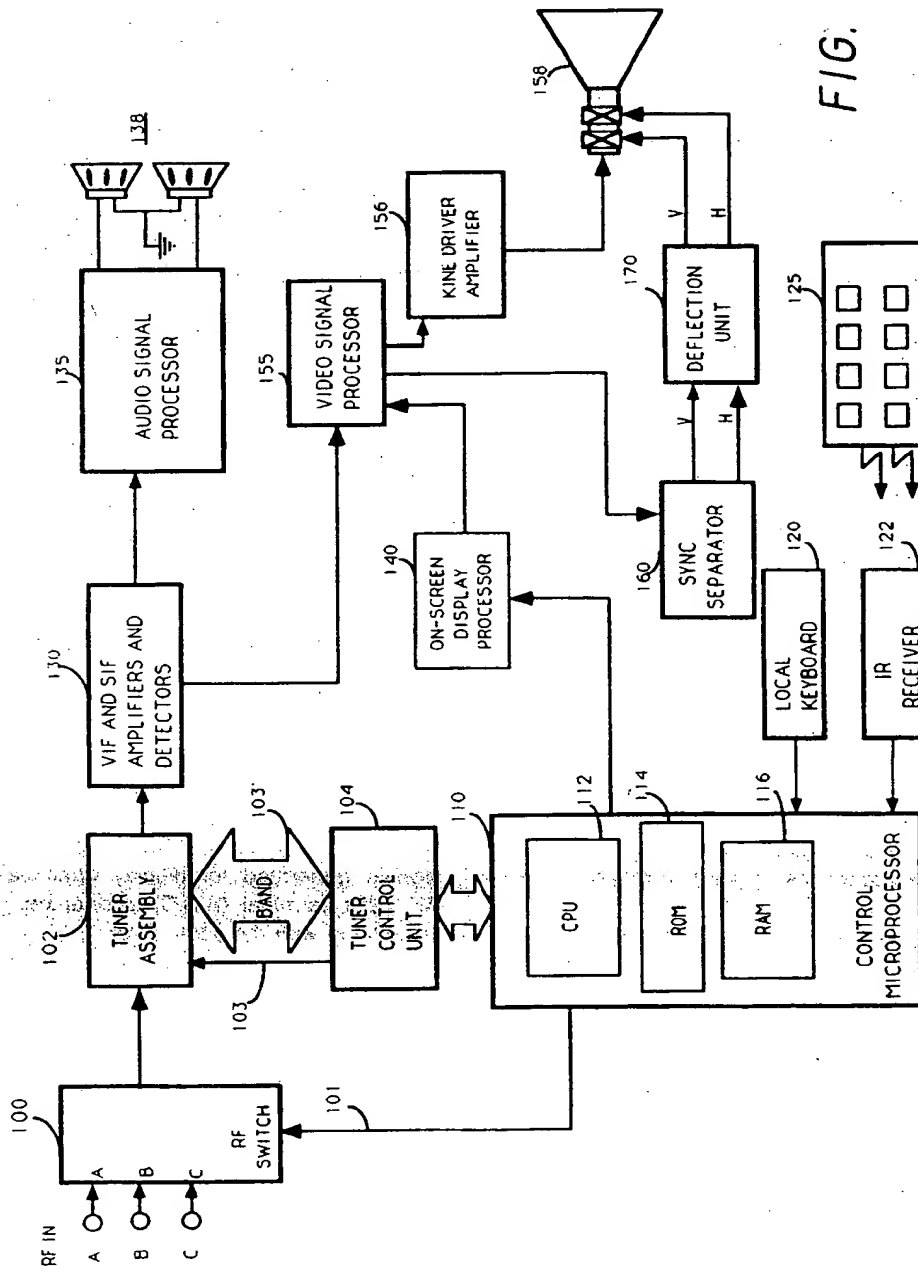 RF IN
A
B
C
A
B
C
100
RF
SWITCH
101
102
TUNER
ASSEMBLY
103
BAND
103'
104
TUNER
CONTROL
UNIT
110
CPU
112
ROM
114
RAM
116
CONTROL
MICROPROCESSOR
130
VIF AND SIF
AMPLIFIERS AND
DETECTORS
135
AUDIO SIGNAL
PROCESSOR
138
155
VIDEO SIGNAL
PROCESSOR
156
KINE DRIVER
AMPLIFIER
158
140
ON-SCREEN
DISPLAY
PROCESSOR
160
SYNC
SEPARATOR
V
H
170
DEFLECTION
UNIT
V
H
120
LOCAL
KEYBOARD
122
IR
RECEIVER
125
FIG.